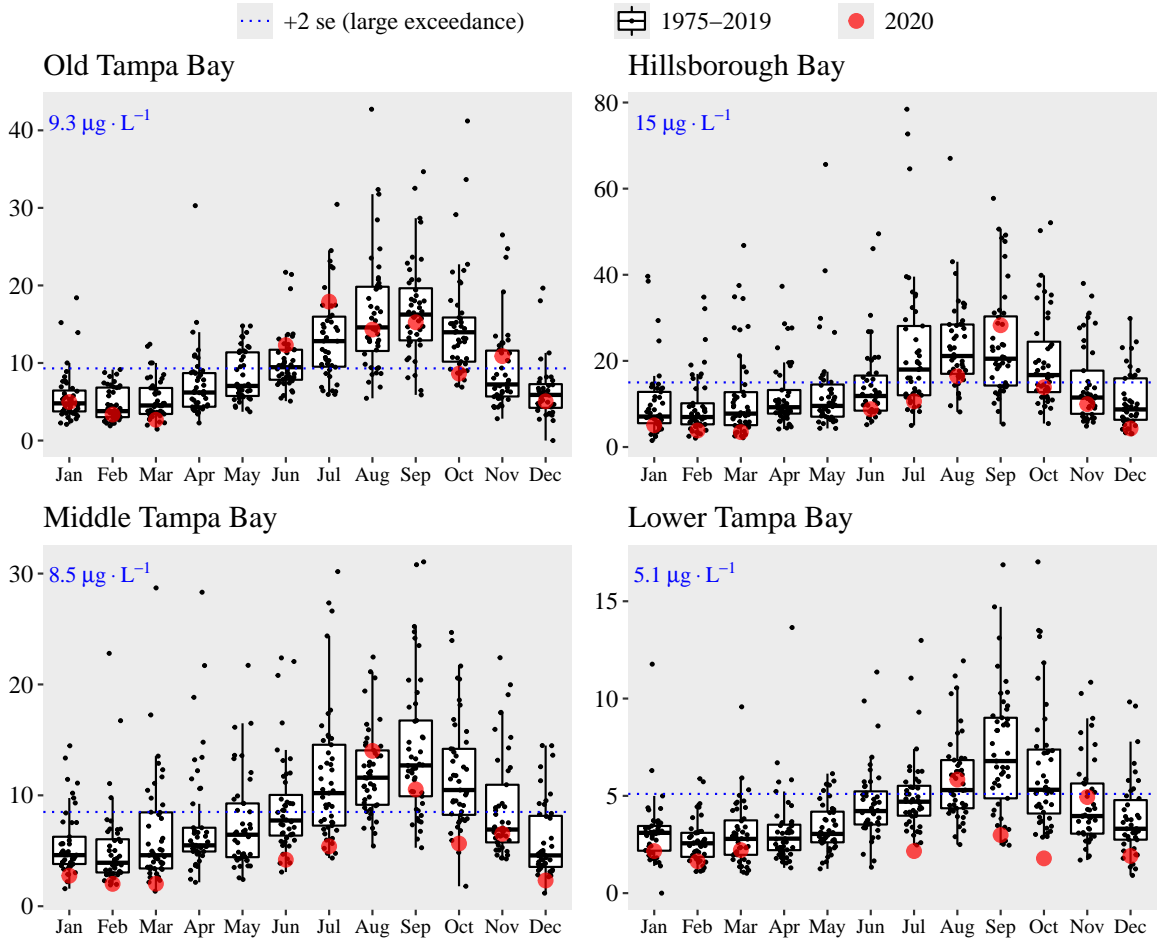 +2 se (large exceedance) 1975−2019 2020
Old Tampa Bay
9.3 μg · L⁻¹
40
30
20
10
0
Jan Feb Mar Apr May Jun Jul Aug Sep Oct Nov Dec
Hillsborough Bay
15 μg · L⁻¹
80
60
40
20
0
Jan Feb Mar Apr May Jun Jul Aug Sep Oct Nov Dec
Middle Tampa Bay
8.5 μg · L⁻¹
30
20
10
0
Jan Feb Mar Apr May Jun Jul Aug Sep Oct Nov Dec
Lower Tampa Bay
5.1 μg · L⁻¹
15
10
5
0
Jan Feb Mar Apr May Jun Jul Aug Sep Oct Nov Dec